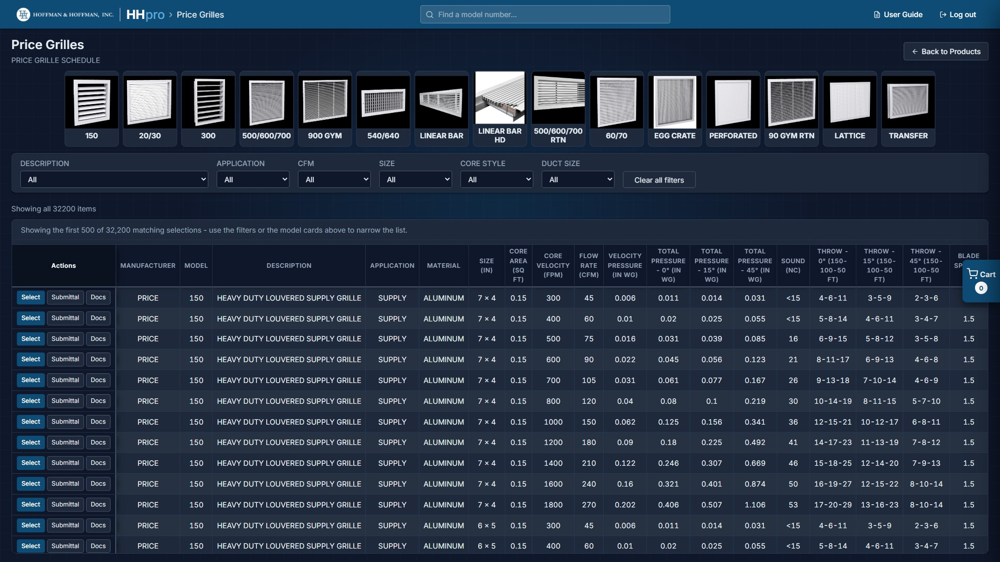 HOFFMAN & HOFFMAN, INC. HHpro › Price Grilles
Find a model number...
User Guide
Log out
Price Grilles
PRICE GRILLE SCHEDULE
Back to Products
150
20/30
300
500/600/700
900 GYM
540/640
LINEAR BAR
LINEAR BAR HD
500/600/700 RTN
60/70
EGG CRATE
PERFORATED
90 GYM RTN
LATTICE
TRANSFER
DESCRIPTION APPLICATION CFM SIZE CORE STYLE DUCT SIZE
All All All All All All Clear all filters
Showing all 32200 items
Showing the first 500 of 32,200 matching selections - use the filters or the model cards above to narrow the list.
Actions MANUFACTURER MODEL DESCRIPTION APPLICATION MATERIAL SIZE (IN) CORE AREA (SQ FT) CORE VELOCITY (FPM) FLOW RATE (CFM) VELOCITY PRESSURE (IN WG) TOTAL PRESSURE - 0° (IN WG) TOTAL PRESSURE - 15° (IN WG) TOTAL PRESSURE - 45° (IN WG) SOUND (NC) THROW - 0° (150-100-50 FT) THROW - 15° (150-100-50 FT) THROW - 45° (150-100-50 FT) BLADE
Cart
0
Select Submittal Docs PRICE 150 HEAVY DUTY LOUVERED SUPPLY GRILLE SUPPLY ALUMINUM 7 × 4 0.15 300 45 0.006 0.011 0.014 0.031 <15 4-6-11 3-5-9 2-3-6
Select Submittal Docs PRICE 150 HEAVY DUTY LOUVERED SUPPLY GRILLE SUPPLY ALUMINUM 7 × 4 0.15 400 60 0.01 0.02 0.025 0.055 <15 5-8-14 4-6-11 3-4-7 1.5
Select Submittal Docs PRICE 150 HEAVY DUTY LOUVERED SUPPLY GRILLE SUPPLY ALUMINUM 7 × 4 0.15 500 75 0.016 0.031 0.039 0.085 16 6-9-15 5-8-12 3-5-8 1.5
Select Submittal Docs PRICE 150 HEAVY DUTY LOUVERED SUPPLY GRILLE SUPPLY ALUMINUM 7 × 4 0.15 600 90 0.022 0.045 0.056 0.123 21 8-11-17 6-9-13 4-6-8 1.5
Select Submittal Docs PRICE 150 HEAVY DUTY LOUVERED SUPPLY GRILLE SUPPLY ALUMINUM 7 × 4 0.15 700 105 0.031 0.061 0.077 0.167 26 9-13-18 7-10-14 4-6-9 1.5
Select Submittal Docs PRICE 150 HEAVY DUTY LOUVERED SUPPLY GRILLE SUPPLY ALUMINUM 7 × 4 0.15 800 120 0.04 0.08 0.1 0.219 30 10-14-19 8-11-15 5-7-10 1.5
Select Submittal Docs PRICE 150 HEAVY DUTY LOUVERED SUPPLY GRILLE SUPPLY ALUMINUM 7 × 4 0.15 1000 150 0.062 0.125 0.156 0.341 36 12-15-21 10-12-17 6-8-11 1.5
Select Submittal Docs PRICE 150 HEAVY DUTY LOUVERED SUPPLY GRILLE SUPPLY ALUMINUM 7 × 4 0.15 1200 180 0.09 0.18 0.225 0.492 41 14-17-23 11-13-19 7-8-12 1.5
Select Submittal Docs PRICE 150 HEAVY DUTY LOUVERED SUPPLY GRILLE SUPPLY ALUMINUM 7 × 4 0.15 1400 210 0.122 0.246 0.307 0.669 46 15-18-25 12-14-20 7-9-13 1.5
Select Submittal Docs PRICE 150 HEAVY DUTY LOUVERED SUPPLY GRILLE SUPPLY ALUMINUM 7 × 4 0.15 1600 240 0.16 0.321 0.401 0.874 50 16-19-27 12-15-22 8-10-14 1.5
Select Submittal Docs PRICE 150 HEAVY DUTY LOUVERED SUPPLY GRILLE SUPPLY ALUMINUM 7 × 4 0.15 1800 270 0.202 0.406 0.507 1.106 53 17-20-29 13-16-23 8-10-14 1.5
Select Submittal Docs PRICE 150 HEAVY DUTY LOUVERED SUPPLY GRILLE SUPPLY ALUMINUM 6 × 5 0.15 300 45 0.006 0.011 0.014 0.031 <15 4-6-11 3-5-9 2-3-6 1.5
Select Submittal Docs PRICE 150 HEAVY DUTY LOUVERED SUPPLY GRILLE SUPPLY ALUMINUM 6 × 5 0.15 400 60 0.01 0.02 0.025 0.055 <15 5-8-14 4-6-11 3-4-7 1.5